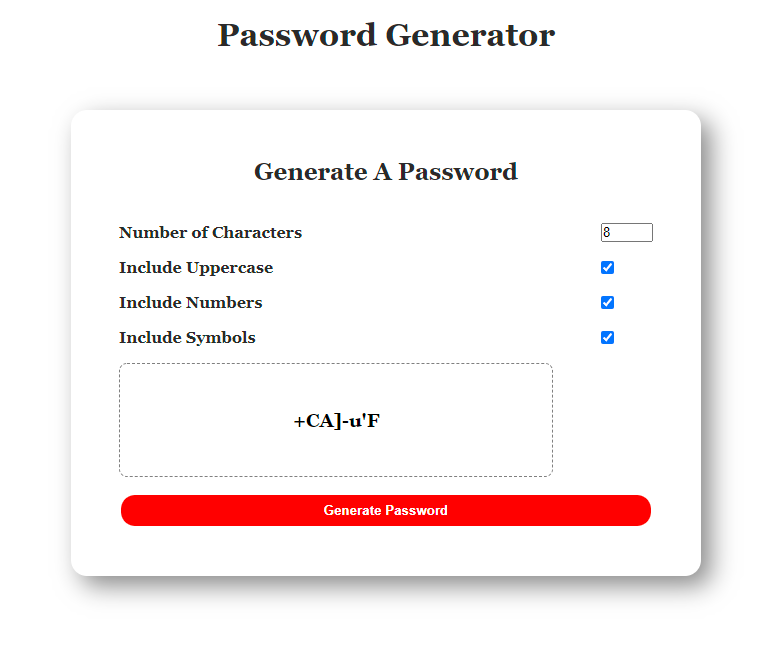 Password Generator
Generate A Password
Number of Characters 8
Include Uppercase
Include Numbers
Include Symbols
+CA]-u'F
Generate Password